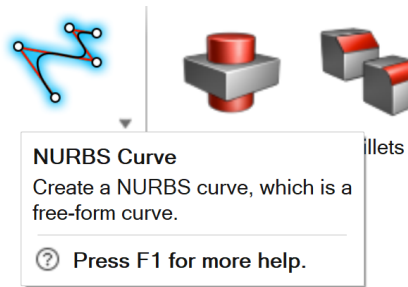 illets
NURBS Curve
Create a NURBS curve, which is a
free-form curve.
Press F1 for more help.